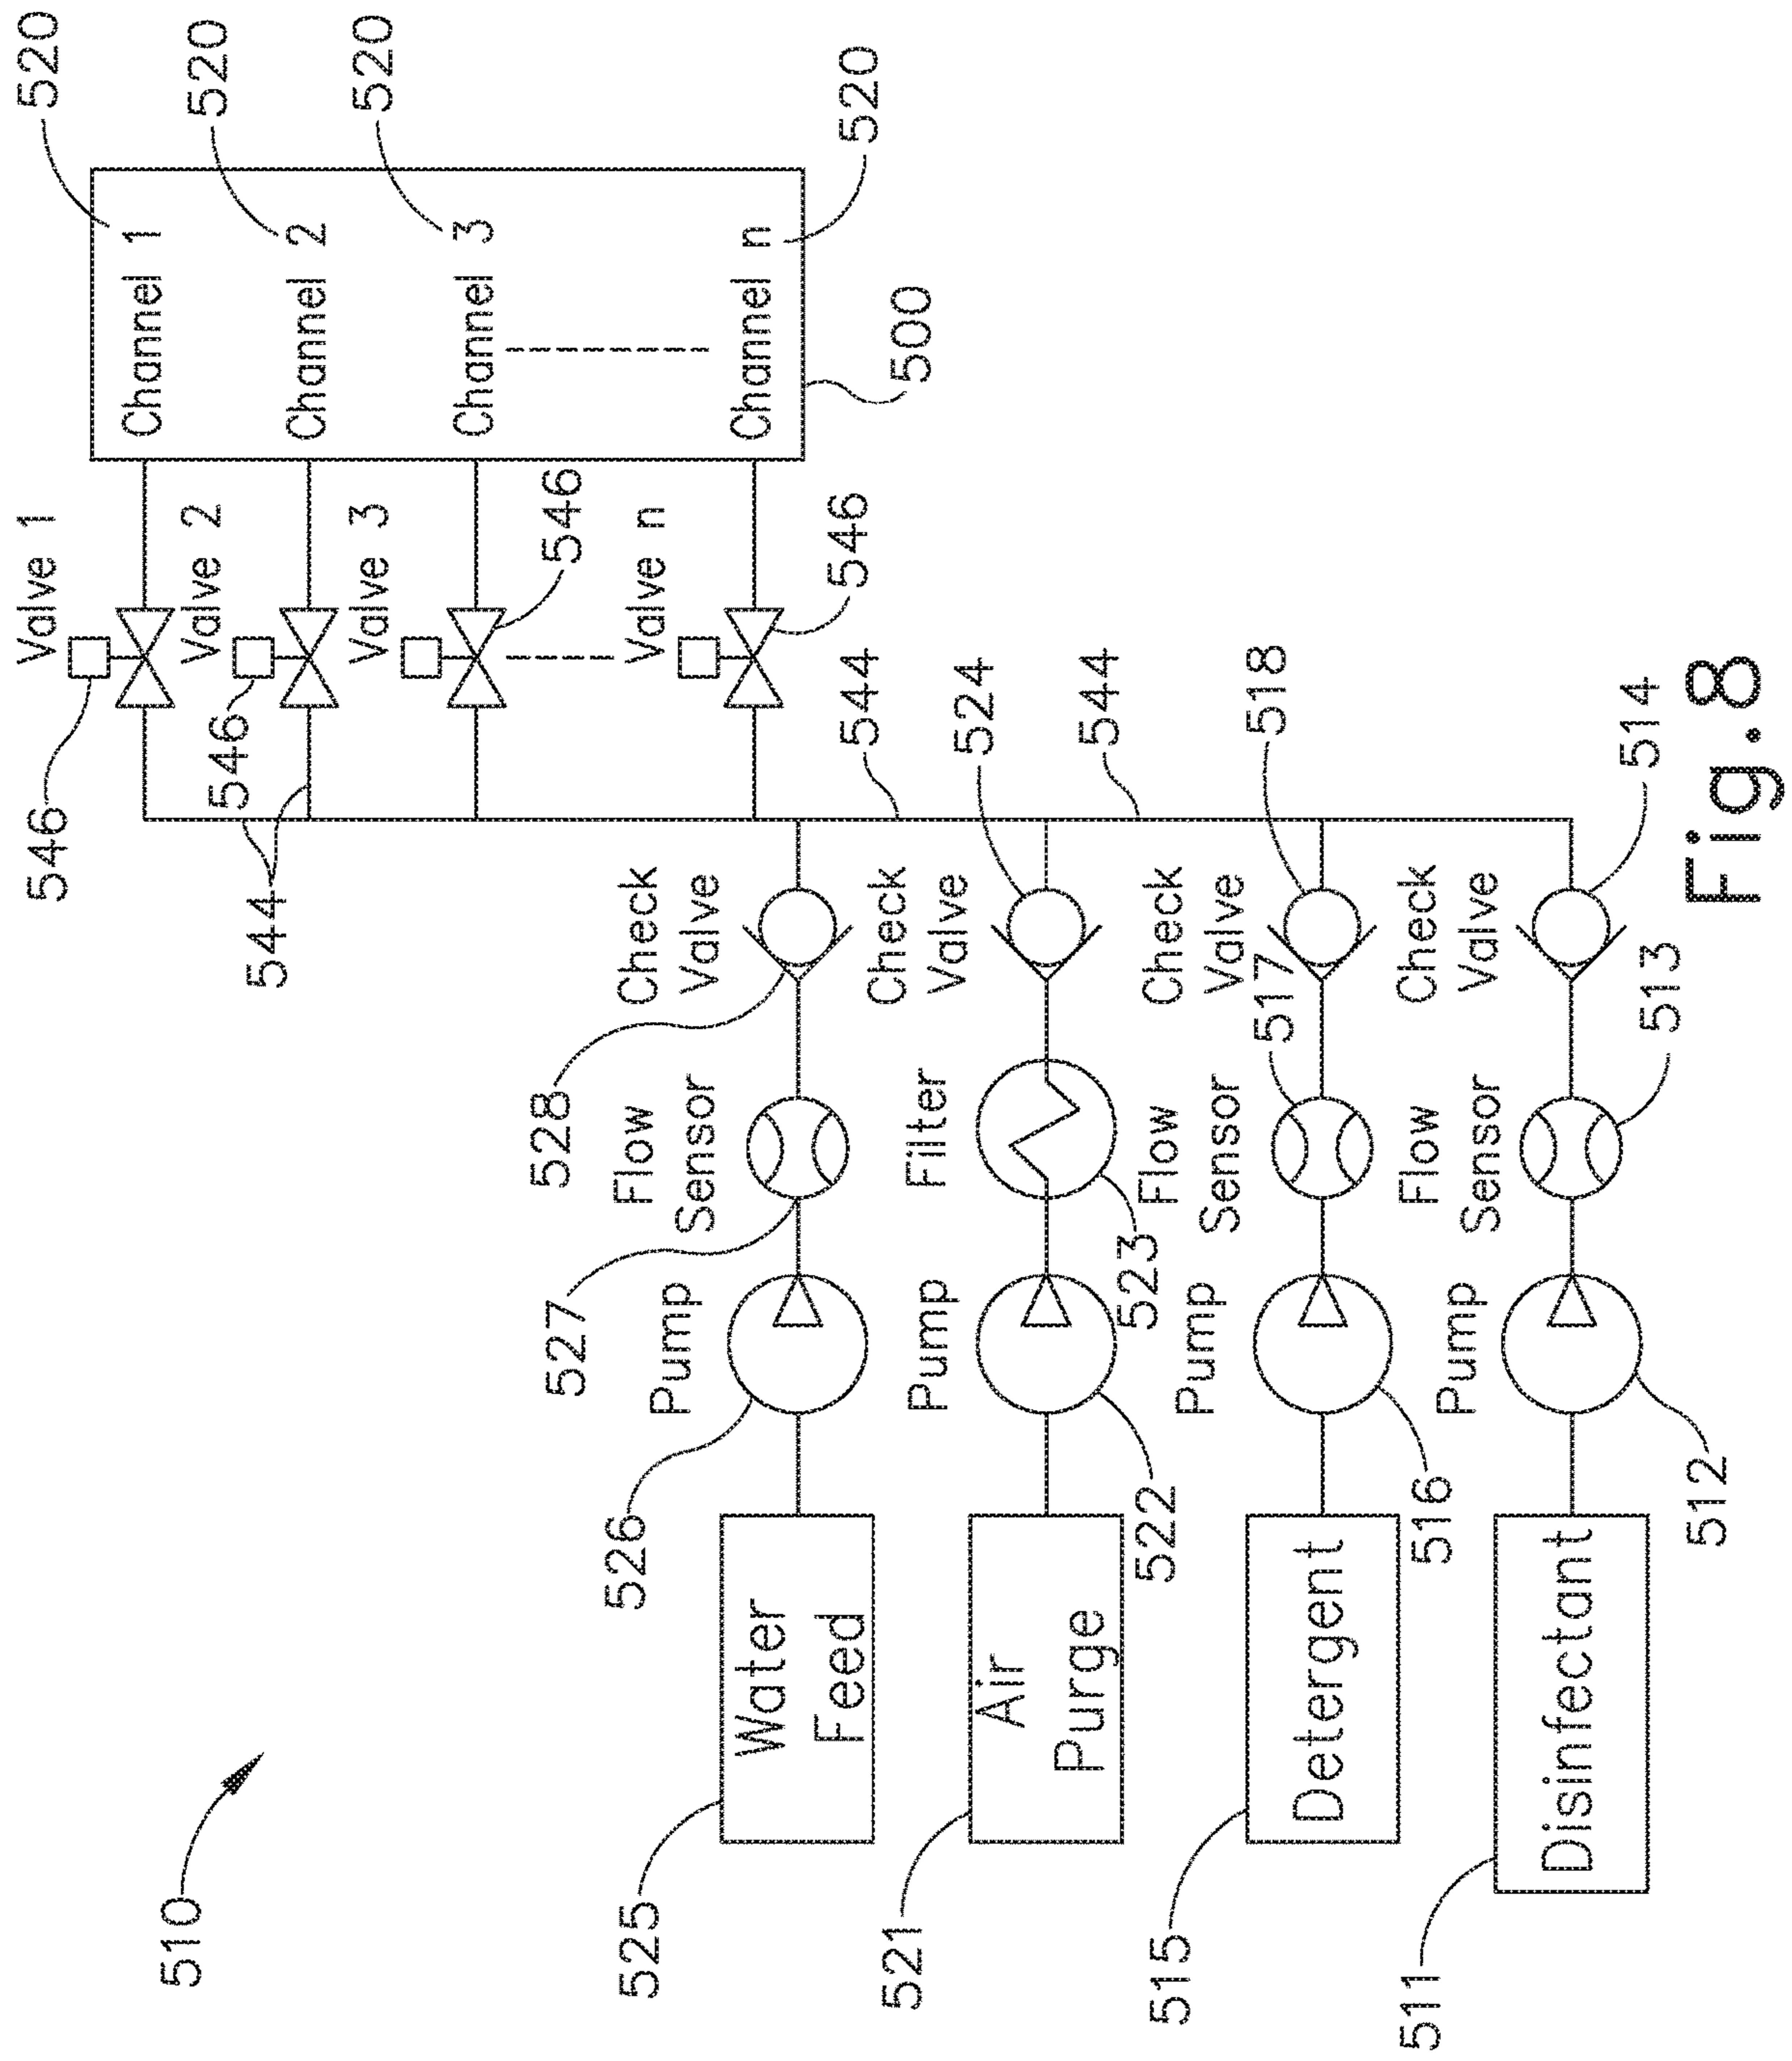 510
546
Valve 1
520
Channel 1
546
Valve 2
520
Channel 2
544
Valve 3
520
Channel 3
546
Valve n
Channel n
520
546
500
525
Water
Feed
526
Pump
527
Flow
Sensor
528
Check
Valve
544
521
Air
Purge
522
Pump
523
Filter
Check
Valve
524
544
515
Detergent
516
Pump
Flow
Sensor
517
Check
Valve
518
511
Disinfectant
512
Pump
Flow
Sensor
513
Check
Valve
514
Fig.8